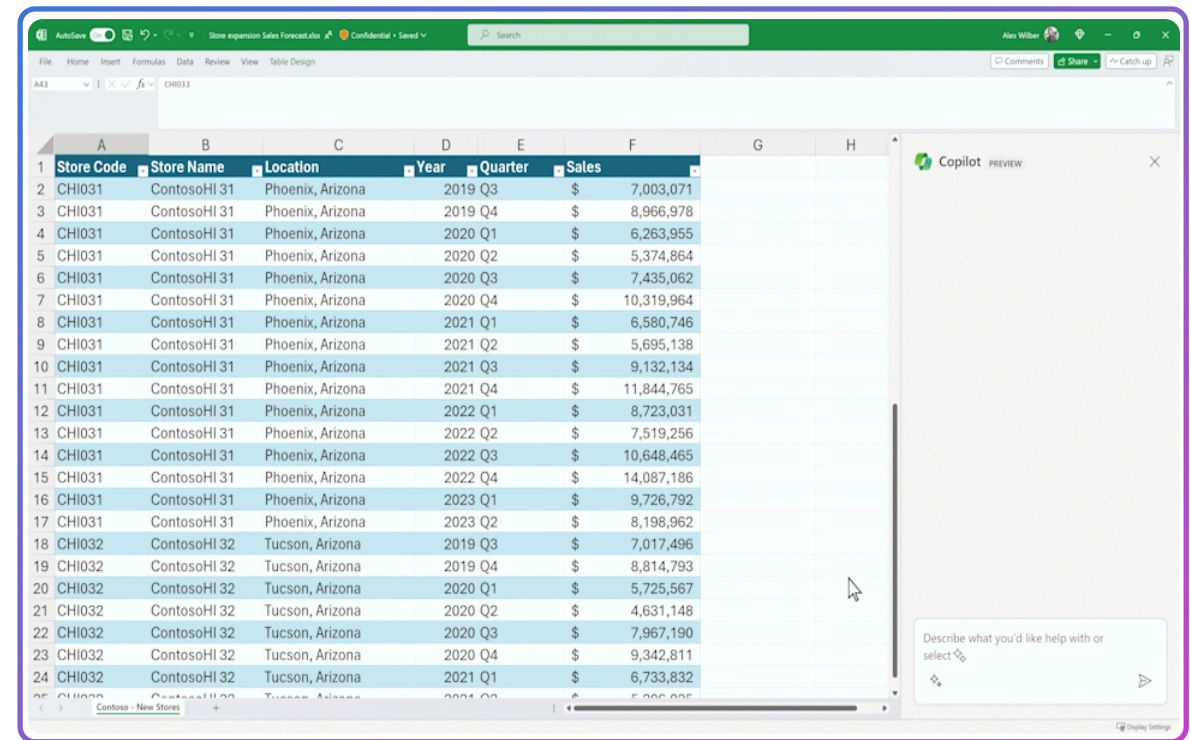 AutoSave On Store expansion Sales Forecast.xlsx Confidential • Saved Search Alex Wilber
File Home Insert Formulas Data Review View Table Design Comments Share Catch up
A43 fx CHI033
A B C D E F G H
Copilot PREVIEW
1 Store Code Store Name Location Year Quarter Sales
2 CHI031 ContosoHI 31 Phoenix, Arizona 2019 Q3 $ 7,003,071
3 CHI031 ContosoHI 31 Phoenix, Arizona 2019 Q4 $ 8,966,978
4 CHI031 ContosoHI 31 Phoenix, Arizona 2020 Q1 $ 6,263,955
5 CHI031 ContosoHI 31 Phoenix, Arizona 2020 Q2 $ 5,374,864
6 CHI031 ContosoHI 31 Phoenix, Arizona 2020 Q3 $ 7,435,062
7 CHI031 ContosoHI 31 Phoenix, Arizona 2020 Q4 $ 10,319,964
8 CHI031 ContosoHI 31 Phoenix, Arizona 2021 Q1 $ 6,580,746
9 CHI031 ContosoHI 31 Phoenix, Arizona 2021 Q2 $ 5,695,138
10 CHI031 ContosoHI 31 Phoenix, Arizona 2021 Q3 $ 9,132,134
11 CHI031 ContosoHI 31 Phoenix, Arizona 2021 Q4 $ 11,844,765
12 CHI031 ContosoHI 31 Phoenix, Arizona 2022 Q1 $ 8,723,031
13 CHI031 ContosoHI 31 Phoenix, Arizona 2022 Q2 $ 7,519,256
14 CHI031 ContosoHI 31 Phoenix, Arizona 2022 Q3 $ 10,648,465
15 CHI031 ContosoHI 31 Phoenix, Arizona 2022 Q4 $ 14,087,186
16 CHI031 ContosoHI 31 Phoenix, Arizona 2023 Q1 $ 9,726,792
17 CHI031 ContosoHI 31 Phoenix, Arizona 2023 Q2 $ 8,198,962
18 CHI032 ContosoHI 32 Tucson, Arizona 2019 Q3 $ 7,017,496
19 CHI032 ContosoHI 32 Tucson, Arizona 2019 Q4 $ 8,814,793
20 CHI032 ContosoHI 32 Tucson, Arizona 2020 Q1 $ 5,725,567
21 CHI032 ContosoHI 32 Tucson, Arizona 2020 Q2 $ 4,631,148
22 CHI032 ContosoHI 32 Tucson, Arizona 2020 Q3 $ 7,967,190
23 CHI032 ContosoHI 32 Tucson, Arizona 2020 Q4 $ 9,342,811
24 CHI032 ContosoHI 32 Tucson, Arizona 2021 Q1 $ 6,733,832
Describe what you'd like help with or
select
Contoso - New Stores
Display Settings